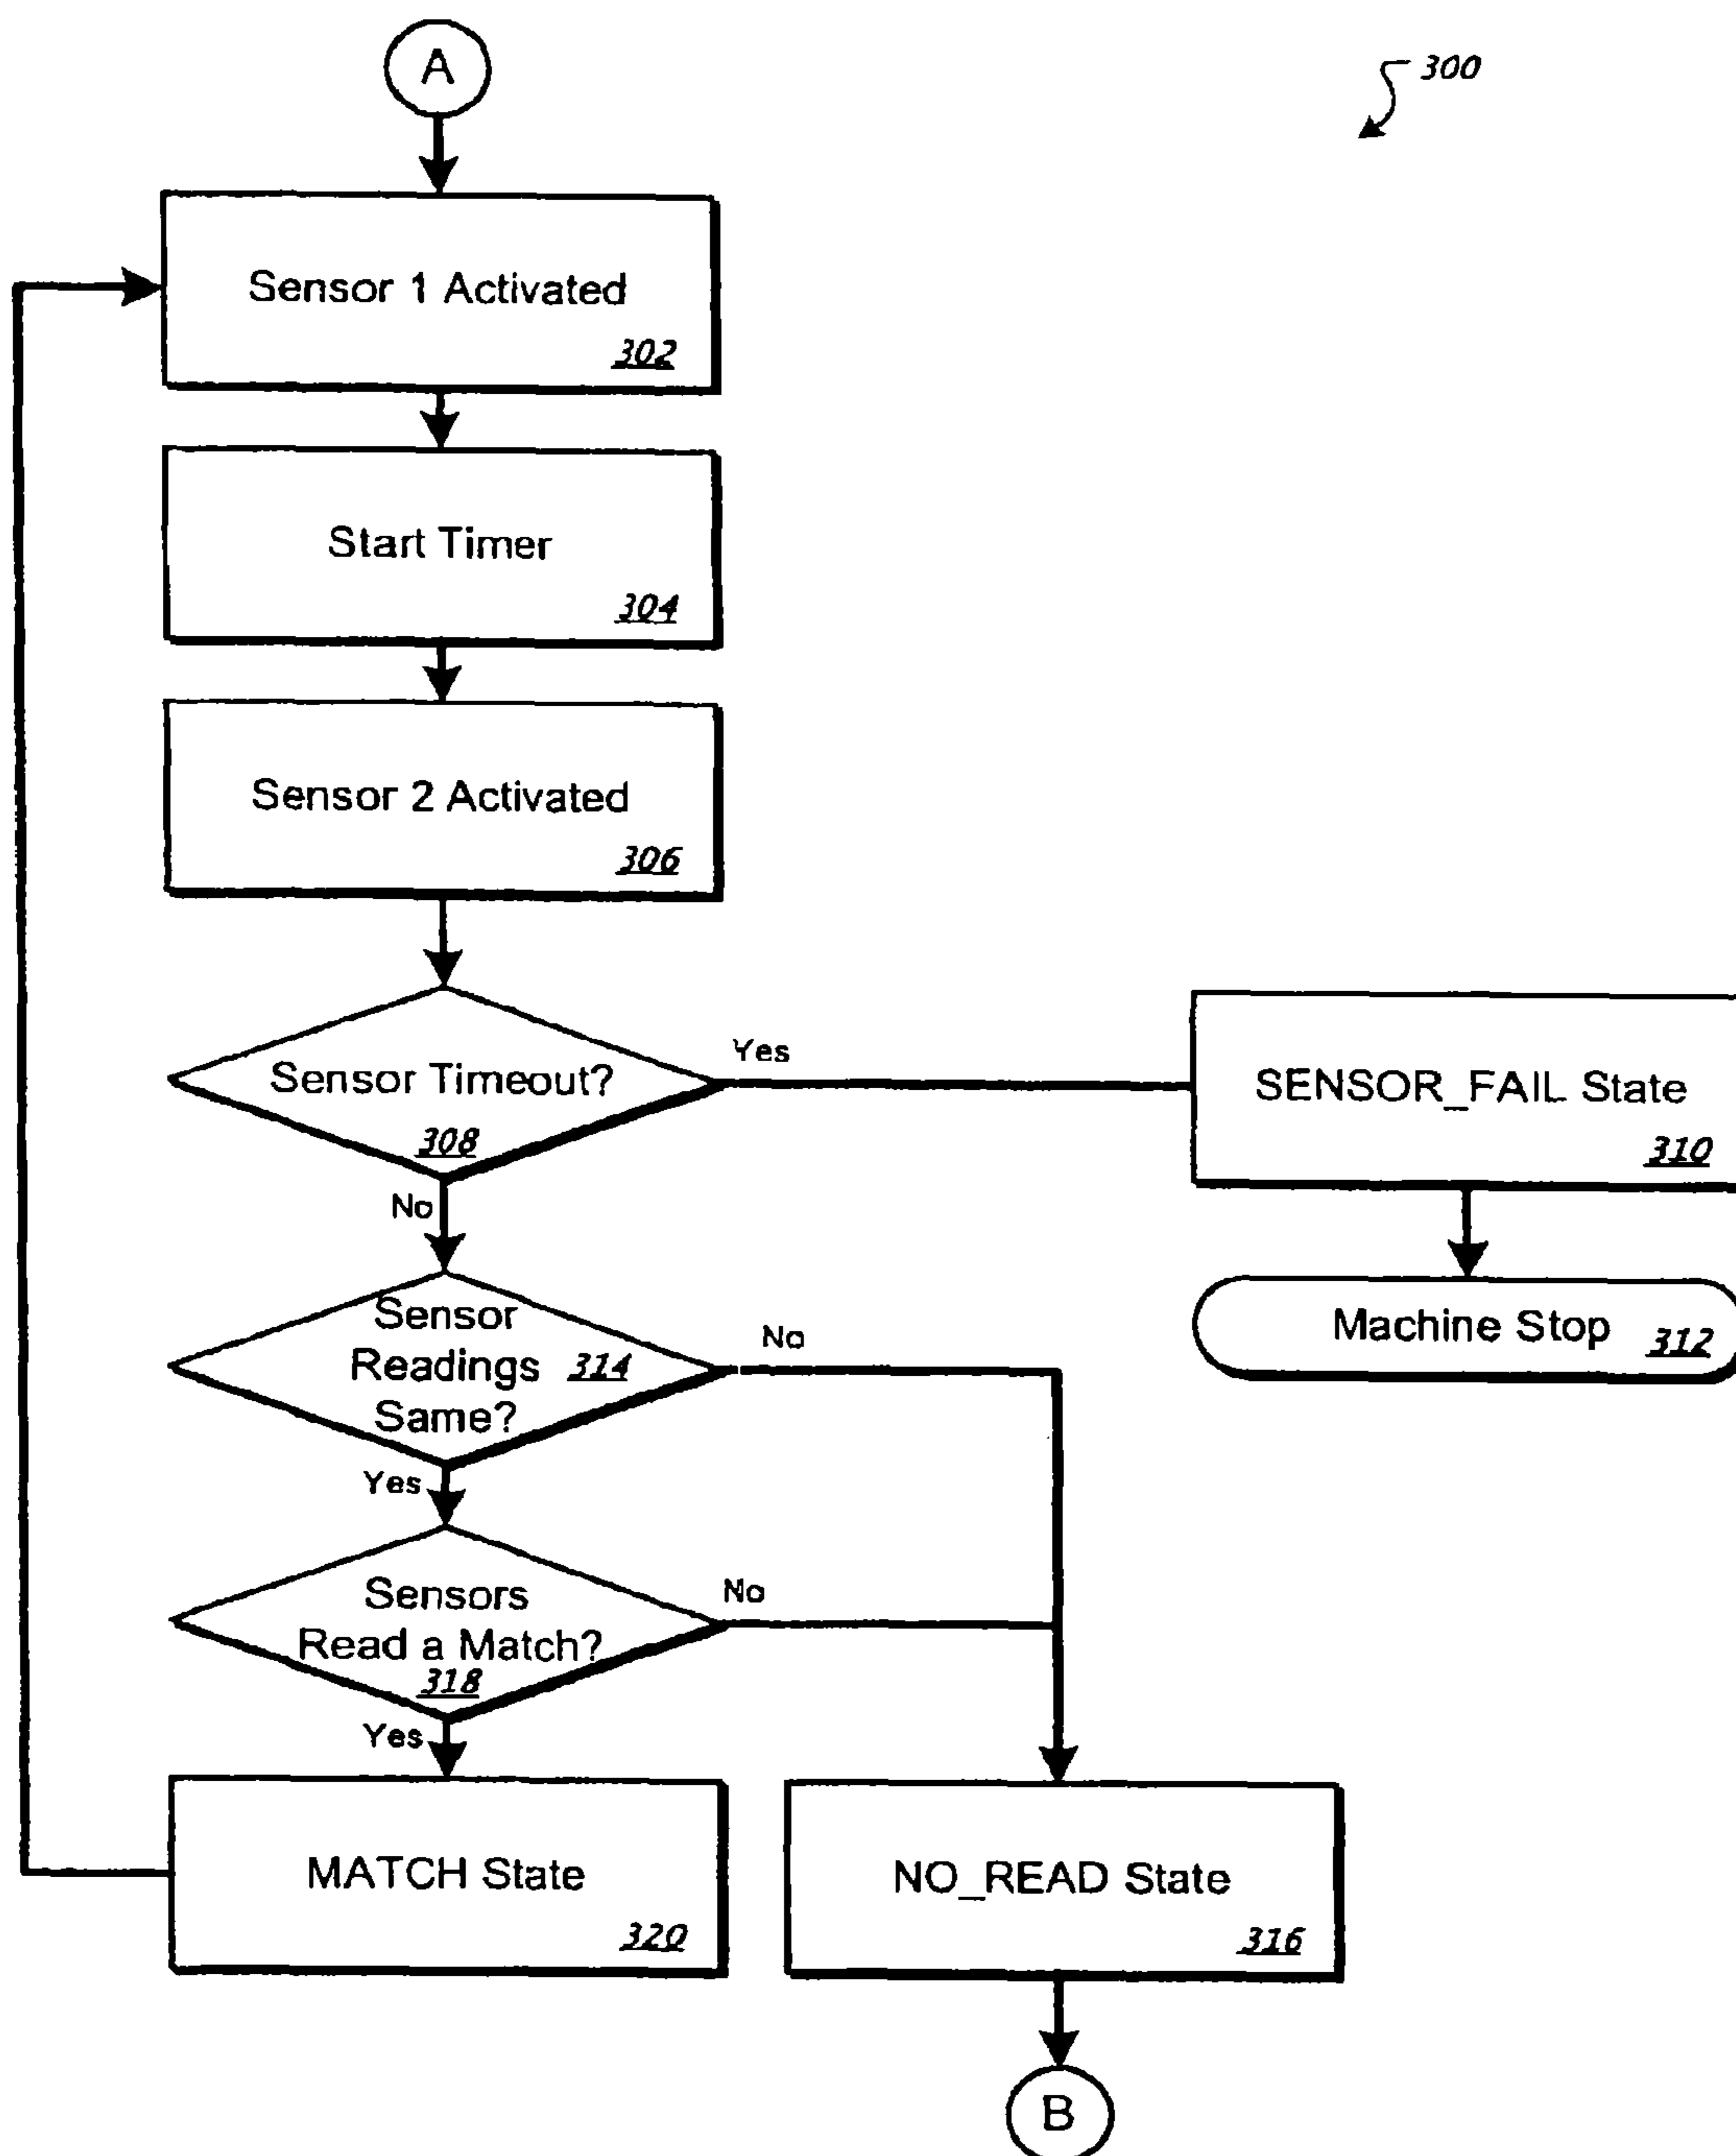 A
300
Sensor 1 Activated
302
Start Timer
304
Sensor 2 Activated
306
Sensor Timeout?
308
Yes
No
SENSOR_FAIL State
310
Machine Stop 312
Sensor
Readings 314
Same?
No
Yes
Sensors
Read a Match?
318
No
Yes
MATCH State
320
NO_READ State
316
B